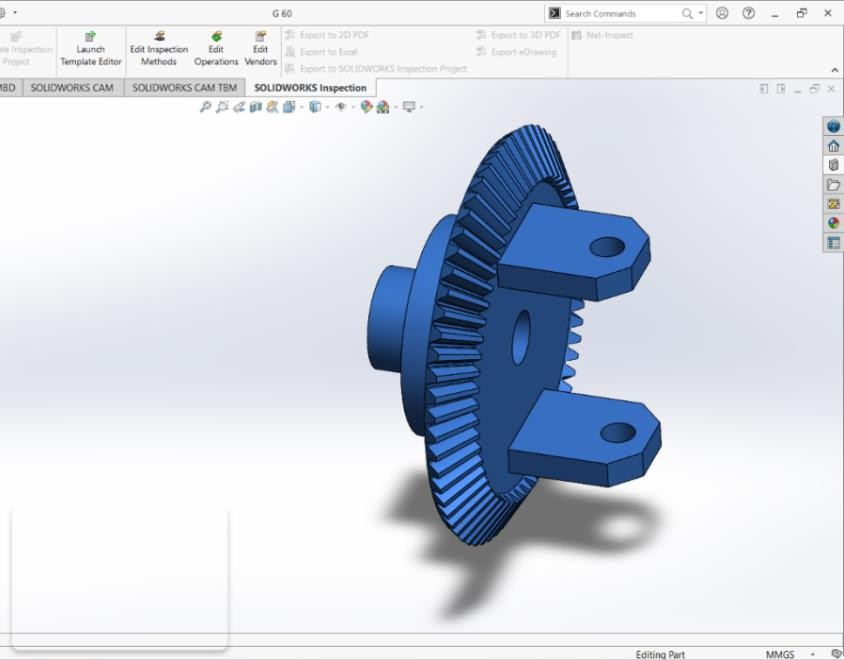 G 60
Search Commands
te Inspection
Project
Launch
Template Editor
Edit Inspection
Methods
Edit
Operations
Edit
Vendors
Export to 2D PDF
Export to Excel
Export to SOLIDWORKS Inspection Project
Export to 3D PDF
Export eDrawing
Net-Inspect
MBD
SOLIDWORKS CAM
SOLIDWORKS CAM TBM
SOLIDWORKS Inspection
Editing Part
MMGS